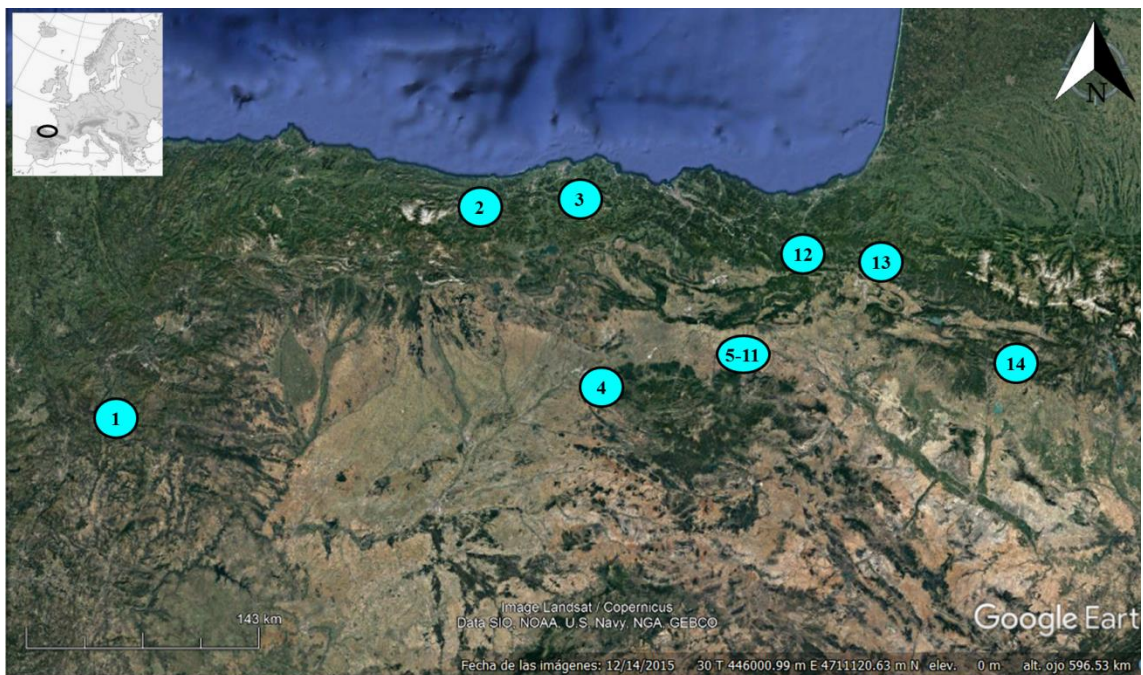 N
2
3
12
13
5-11
14
4
1
Image Landsat / Copernicus
Data SIO, NOAA, U.S. Navy, NGA, GEBCO
143 km
Google Eart
Fecha de las imágenes: 12/14/2015 30 T 446000.99 m E 4711120.63 m N elev. 0 m alt. ojo 596.53 km